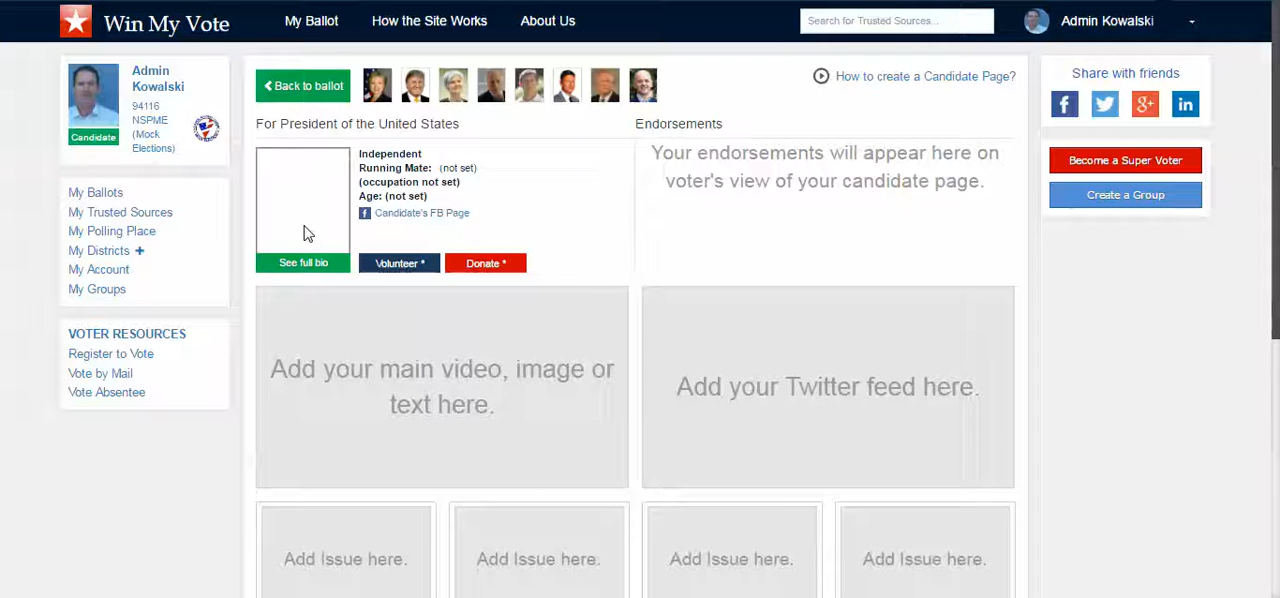 Win My Vote
My Ballot
How the Site Works
About Us
Search for Trusted Sources...
Admin Kowalski
Admin
Kowalski
94116
NSPME
(Mock
Elections)
Candidate
My Ballots
My Trusted Sources
My Polling Place
My Districts +
My Account
My Groups
VOTER RESOURCES
Register to Vote
Vote by Mail
Vote Absentee
Back to ballot
How to create a Candidate Page?
For President of the United States
Endorsements
Independent
Running Mate: (not set)
(occupation not set)
Age: (not set)
Candidate's FB Page
See full bio
Volunteer *
Donate *
Your endorsements will appear here on
voter's view of your candidate page.
Add your main video, image or
text here.
Add your Twitter feed here.
Add Issue here.
Add Issue here.
Add Issue here.
Add Issue here.
Share with friends
Become a Super Voter
Create a Group